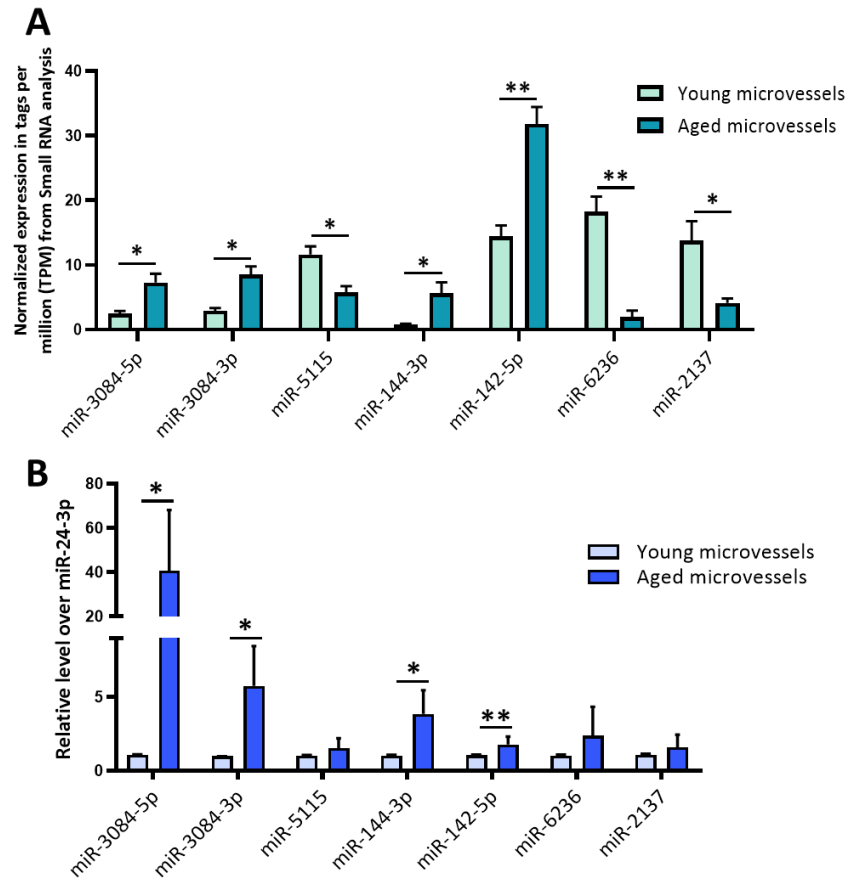 A
Normalized expression in tags per
million (TPM) from Small RNA analysis
40
30
20
10
0
*
*
*
*
**
**
*
Young microvessels
Aged microvessels
miR-3084-5p
miR-3084-3p
miR-5115
miR-144-3p
miR-142-5p
miR-6236
miR-2137
B
Relative level over miR-24-3p
80
60
40
20
5
0
*
*
*
**
Young microvessels
Aged microvessels
miR-3084-5p
miR-3084-3p
miR-5115
miR-144-3p
miR-142-5p
miR-6236
miR-2137